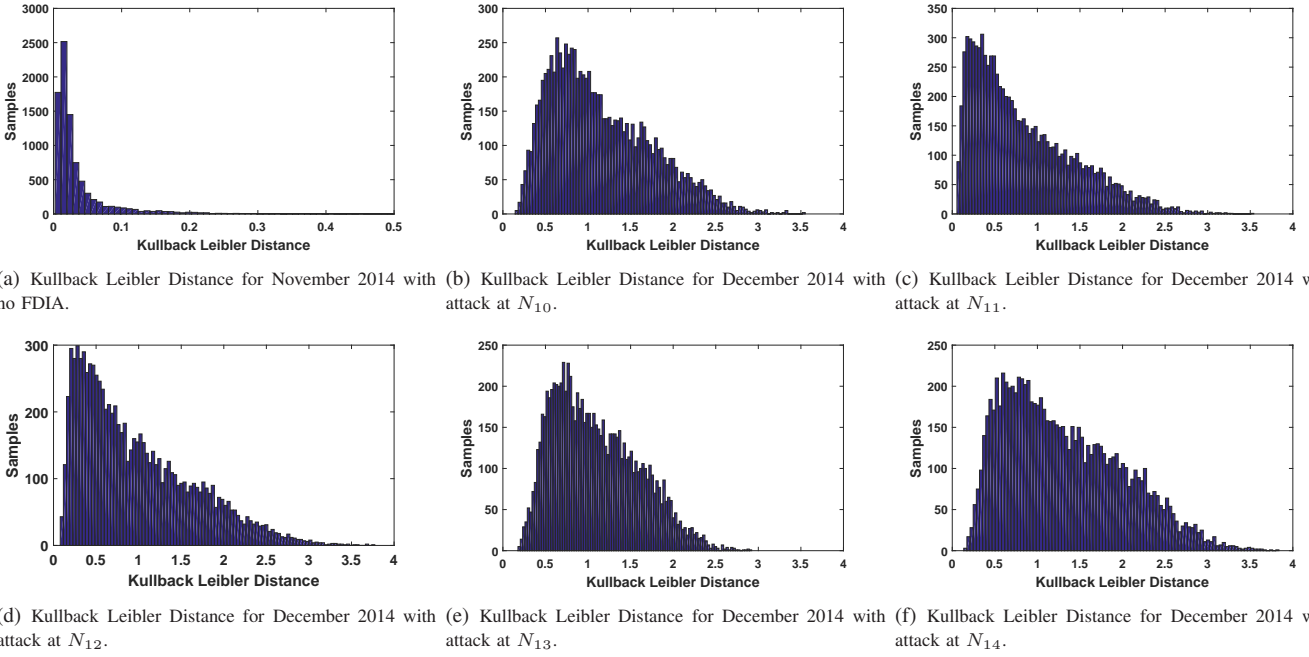 3000
2500
2000
1500
1000
500
0
Samples
0 0.1 0.2 0.3 0.4 0.5
Kullback Leibler Distance
300
250
200
150
100
50
0
Samples
0 0.5 1 1.5 2 2.5 3 3.5 4
Kullback Leibler Distance
350
300
250
200
150
100
50
0
Samples
0 0.5 1 1.5 2 2.5 3 3.5 4
Kullback Leibler Distance
(a) Kullback Leibler Distance for November 2014 with
no FDIA.
(b) Kullback Leibler Distance for December 2014 with
attack at N10.
(c) Kullback Leibler Distance for December 2014 w
attack at N11.
300
200
100
0
Samples
0 0.5 1 1.5 2 2.5 3 3.5 4
Kullback Leibler Distance
250
200
150
100
50
0
Samples
0 0.5 1 1.5 2 2.5 3 3.5 4
Kullback Leibler Distance
250
200
150
100
50
0
Samples
0 0.5 1 1.5 2 2.5 3 3.5 4
Kullback Leibler Distance
(d) Kullback Leibler Distance for December 2014 with
attack at N12.
(e) Kullback Leibler Distance for December 2014 with
attack at N13.
(f) Kullback Leibler Distance for December 2014 w
attack at N14.